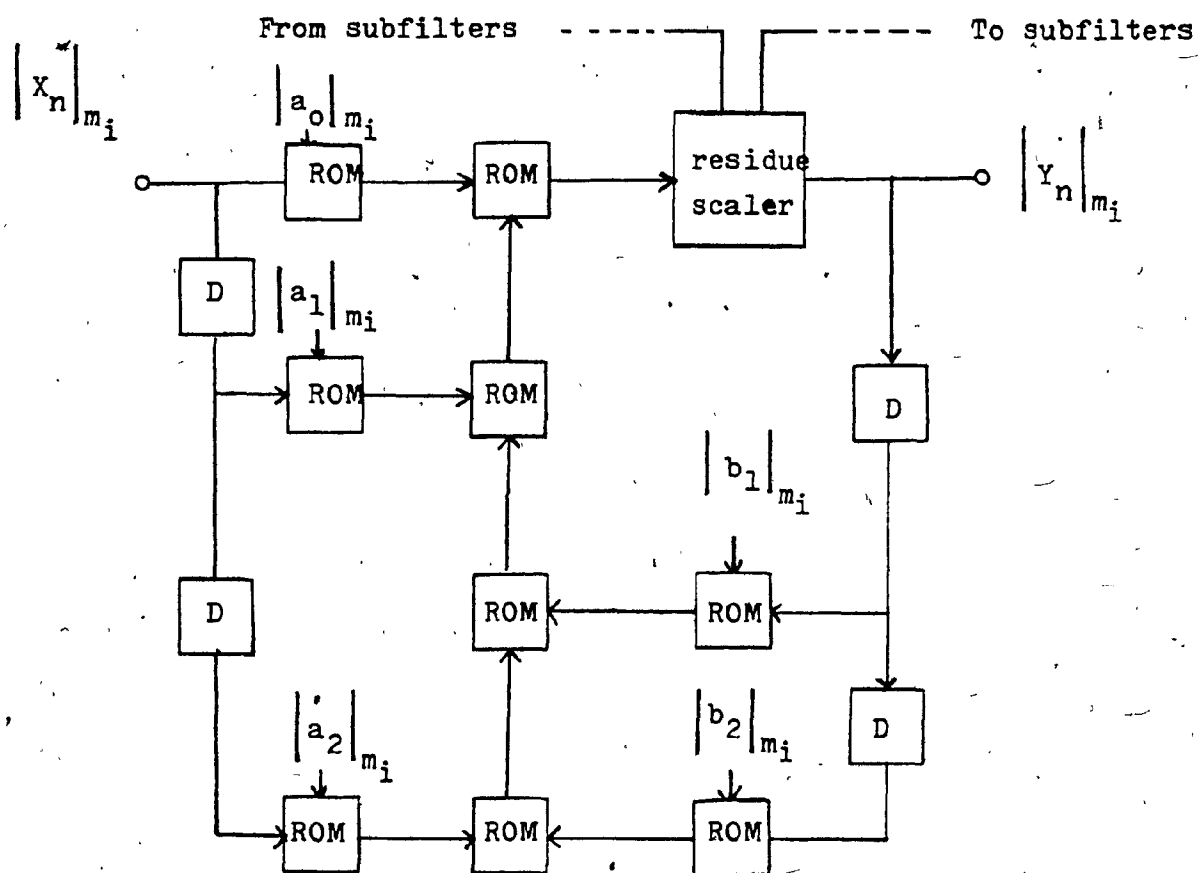 From subfilters
To subfilters
|X_n|_{m_i}
|a_0|_{m_i}
ROM
ROM
residue
scaler
|Y_n|_{m_i}
D
|a_1|_{m_i}
ROM
ROM
D
|b_1|_{m_i}
D
ROM
ROM
|a_2|_{m_i}
|b_2|_{m_i}
D
ROM
ROM
ROM